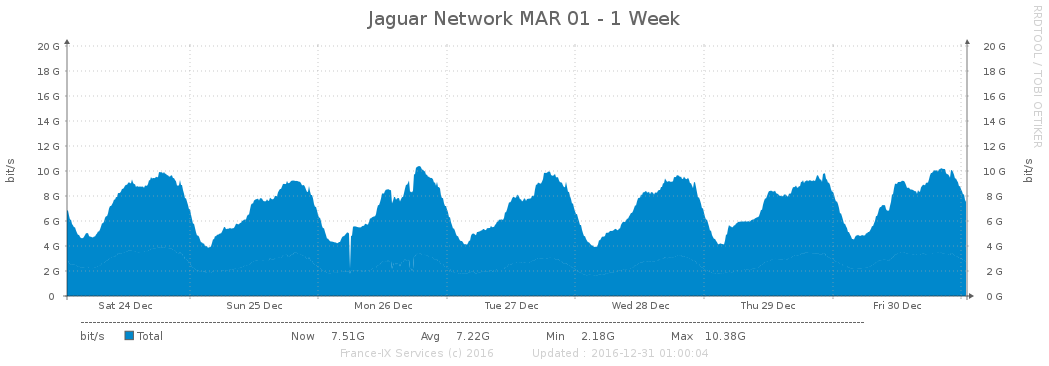 Jaguar Network MAR 01 - 1 Week
RRDTOOL / TOBI OETIKER
20 G 20 G
18 G 18 G
16 G 16 G
14 G 14 G
12 G 12 G
10 G 10 G
8 G 8 G
6 G 6 G
4 G 4 G
2 G 2 G
0 0 G
bit/s
bit/s
Sat 24 Dec Sun 25 Dec Mon 26 Dec Tue 27 Dec Wed 28 Dec Thu 29 Dec Fri 30 Dec
bit/s Total Now 7.51G Avg 7.22G Min 2.18G Max 10.38G
France-IX Services (c) 2016 Updated : 2016-12-31 01:00:04